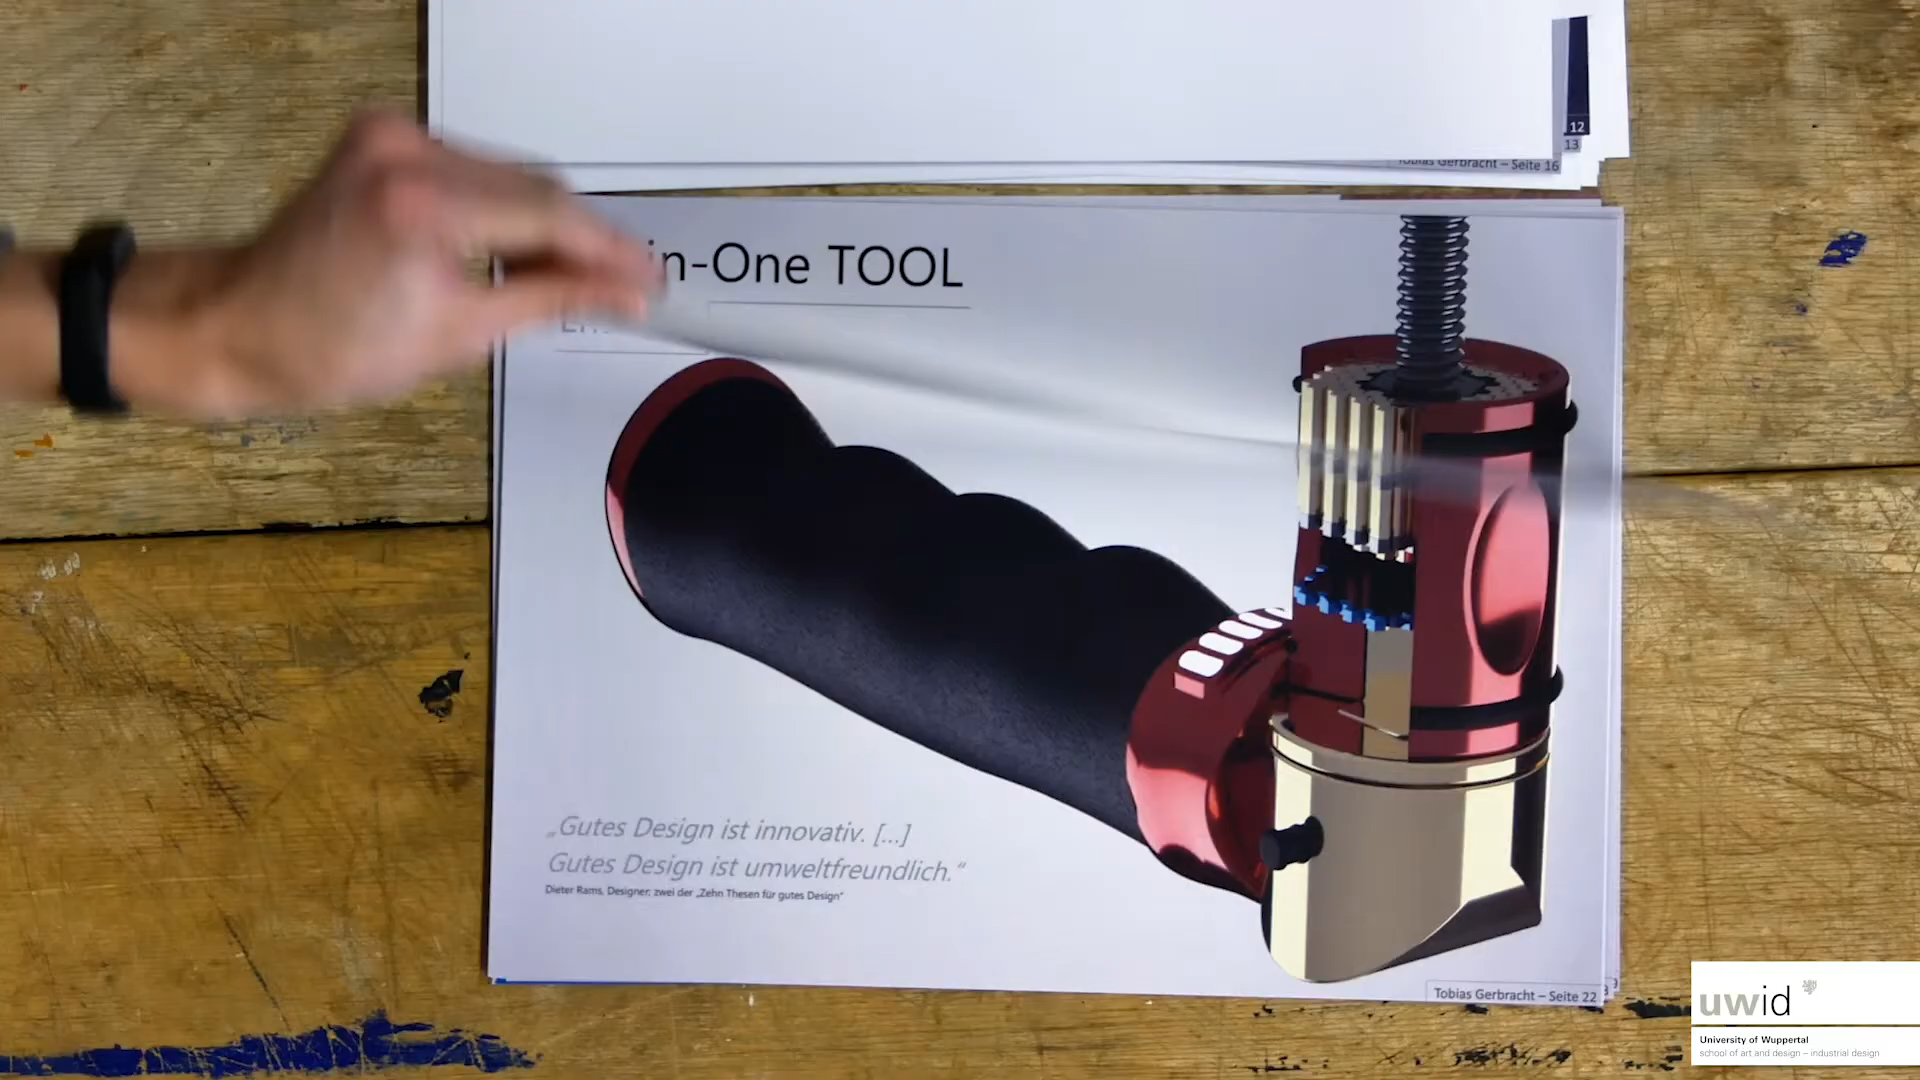 12
13
Tobias Gerbracht – Seite 16
in-One TOOL
„Gutes Design ist innovativ. [...]
Gutes Design ist umweltfreundlich.“
Dieter Rams, Designer; zwei der „Zehn Thesen für gutes Design“
Tobias Gerbracht – Seite 22
uwid
University of Wuppertal
school of art and design – industrial design